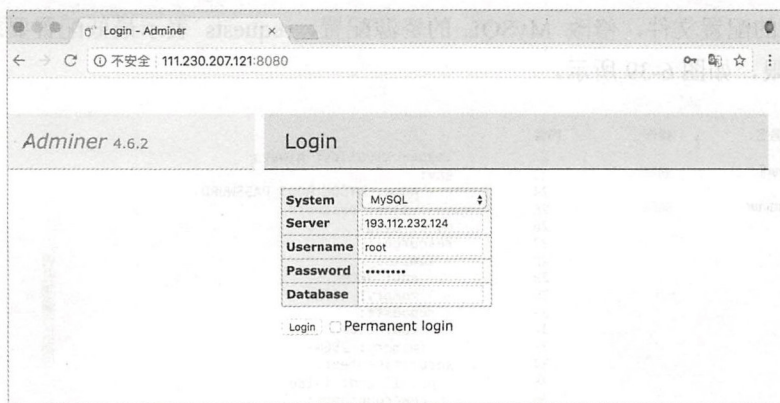 Login - Adminer ×
不安全 111.230.207.121:8080
Adminer 4.6.2
Login
System MySQL
Server 193.112.232.124
Username root
Password ••••••••
Database
Login Permanent login